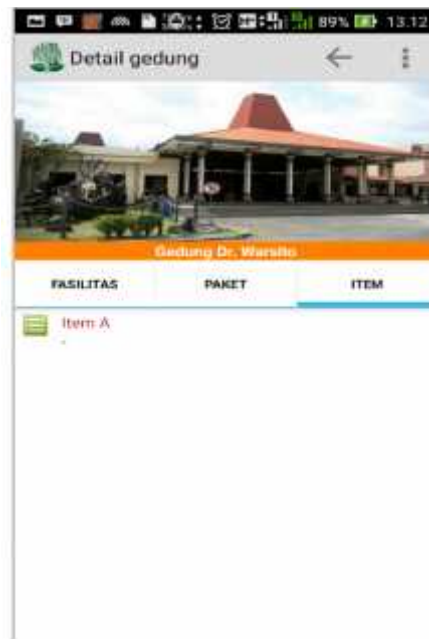 89% 13.12
Detail gedung
Gedung Dr. Warsito
FASILITAS PAKET ITEM
Item A
-